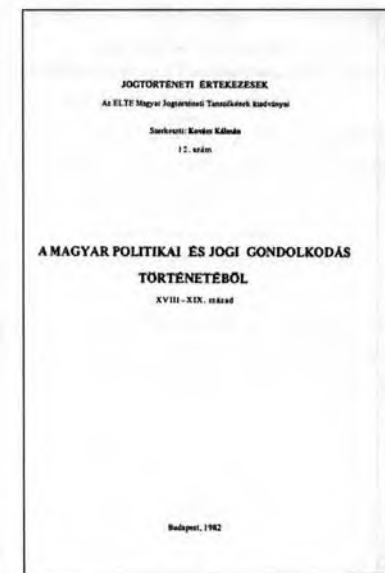 JOGTÖRTÉNETI ÉRTEKEZÉSEK
Az ELTE Magyar Jogtörténeti Tanszékének kiadványai
Szerkeszti: Kovács Kálmán
12. szám
A MAGYAR POLITIKAI ÉS JOGI GONDOLKODÁS
TÖRTÉNETÉBŐL
XVIII–XIX. század
Budapest, 1982